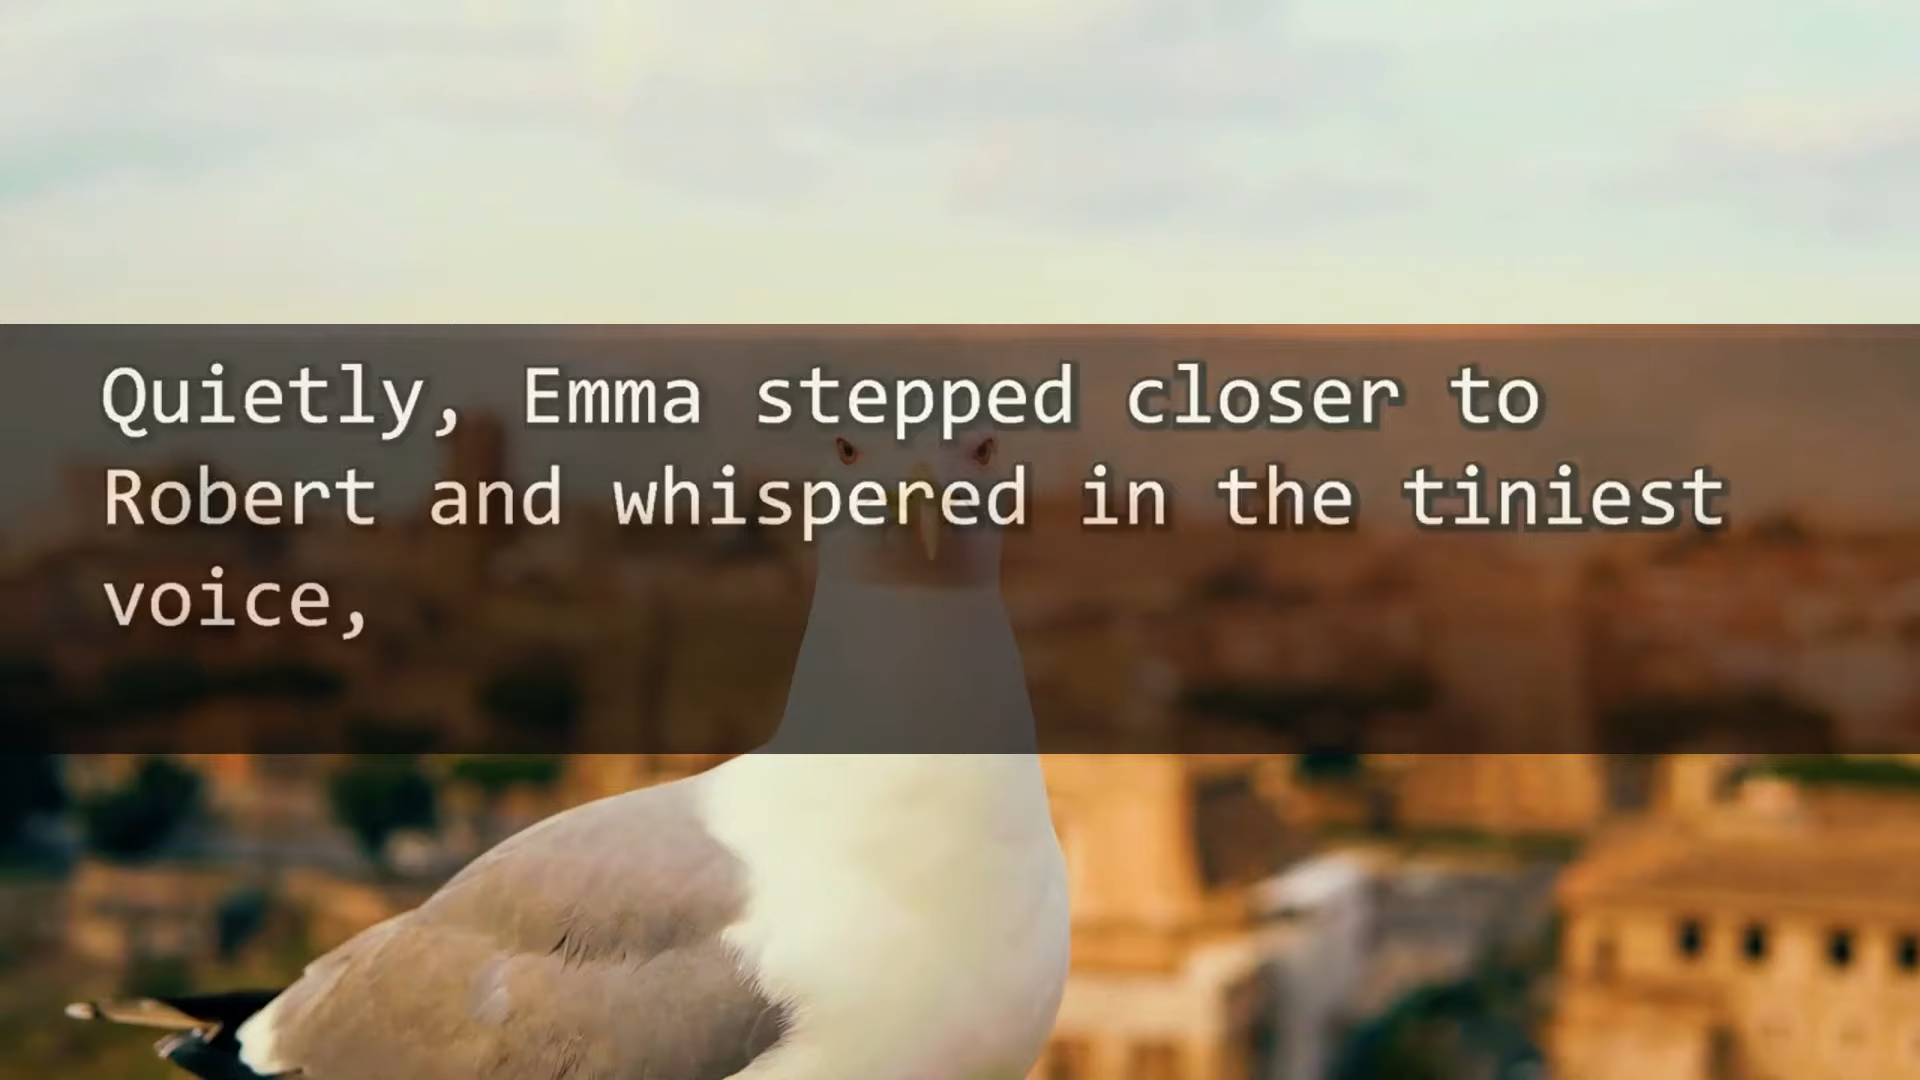 Quietly, Emma stepped closer to
Robert and whispered in the tiniest
voice,